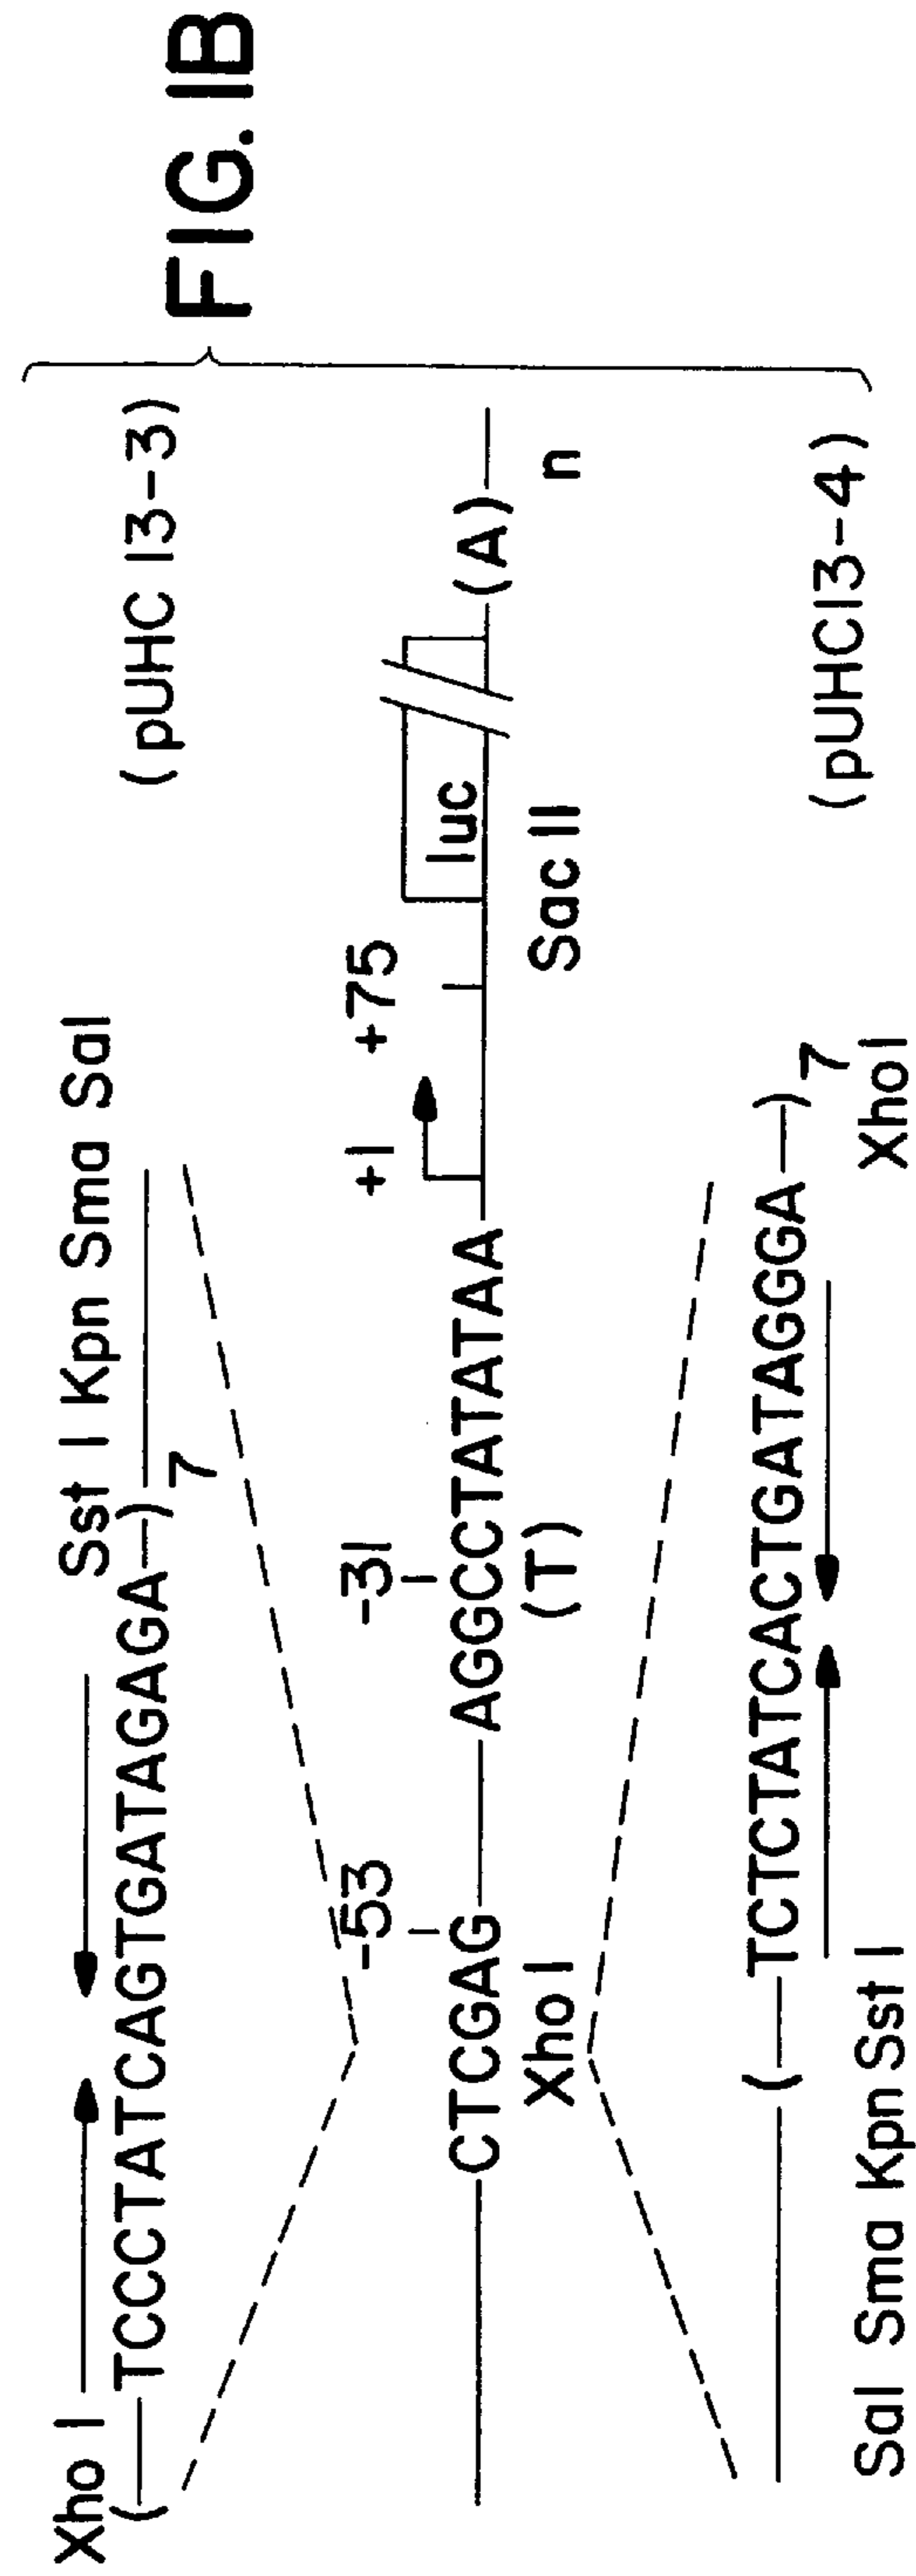 FIG. 1B
Xho I
Sst I Kpn Sma Sal
(—TCCCTATCAGTGATAGAGA—)
7
(pUHC 13-3)
-53
-31
+1
+75
CTCGAG
AGGCCTATATAA
luc
(A)
n
Xho I
(T)
Sac II
(—TCTCTATCACTGATAGGGA—)
7
(pUHC13-4)
Sal Sma Kpn Sst I
Xho I